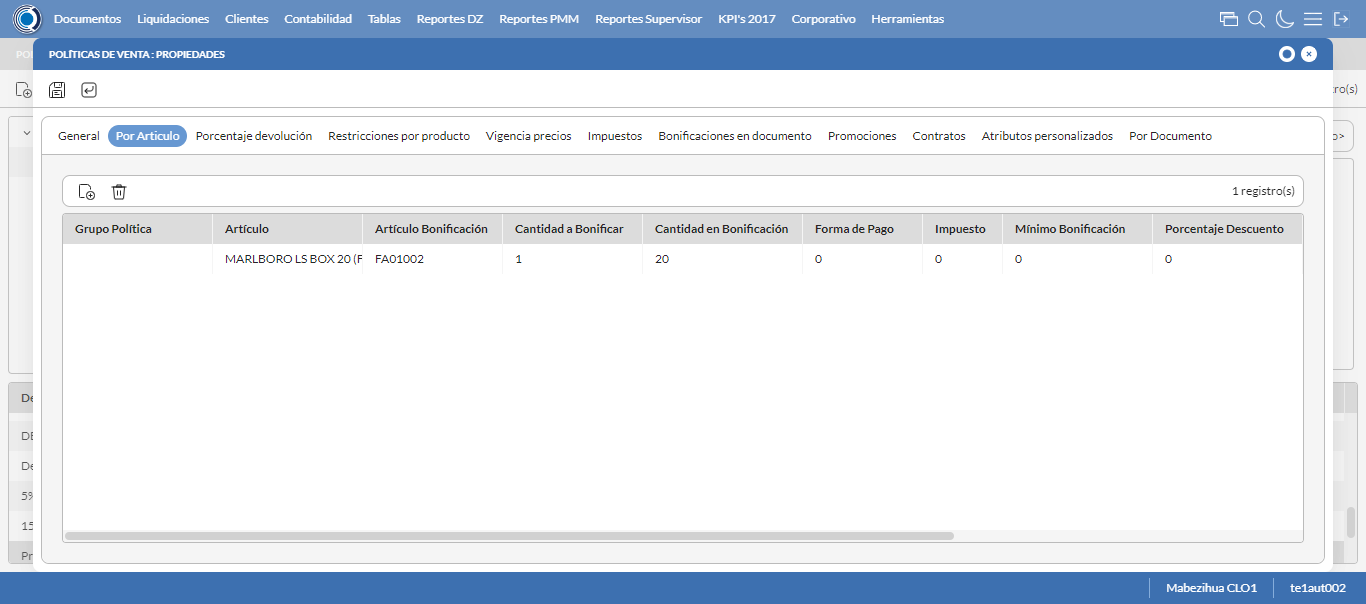 Documentos Liquidaciones Clientes Contabilidad Tablas Reportes DZ Reportes PMM Reportes Supervisor KPI's 2017 Corporativo Herramientas
POLÍTICAS DE VENTA : PROPIEDADES
ro(s)
General Por Articulo Porcentaje devolución Restricciones por producto Vigencia precios Impuestos Bonificaciones en documento Promociones Contratos Atributos personalizados Por Documento
1 registro(s)
Grupo Política Artículo Artículo Bonificación Cantidad a Bonificar Cantidad en Bonificación Forma de Pago Impuesto Mínimo Bonificación Porcentaje Descuento
MARLBORO LS BOX 20 (F FA01002 1 20 0 0 0 0
De
DE
De
5%
15
Pr
Mabezihua CLO1 te1aut002